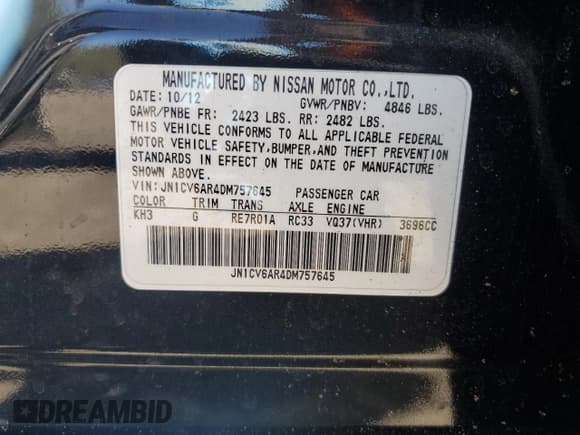 MANUFACTURED BY NISSAN MOTOR CO.,LTD.
DATE: 10/12 GVWR/PNBV: 4846 LBS.
GAWR/PNBE FR: 2423 LBS. RR: 2482 LBS.
THIS VEHICLE CONFORMS TO ALL APPLICABLE FEDERAL
MOTOR VEHICLE SAFETY,BUMPER,AND THEFT PREVENTION
STANDARDS IN EFFECT ON THE DATE OF MANUFACTURE
SHOWN ABOVE.
VIN: JN1CV6AR4DM757645 PASSENGER CAR
COLOR TRIM TRANS AXLE ENGINE
KH3 G RE7R01A RC33 VQ37(VHR) 3696CC
JN1CV6AR4DM757645
DREAMBID